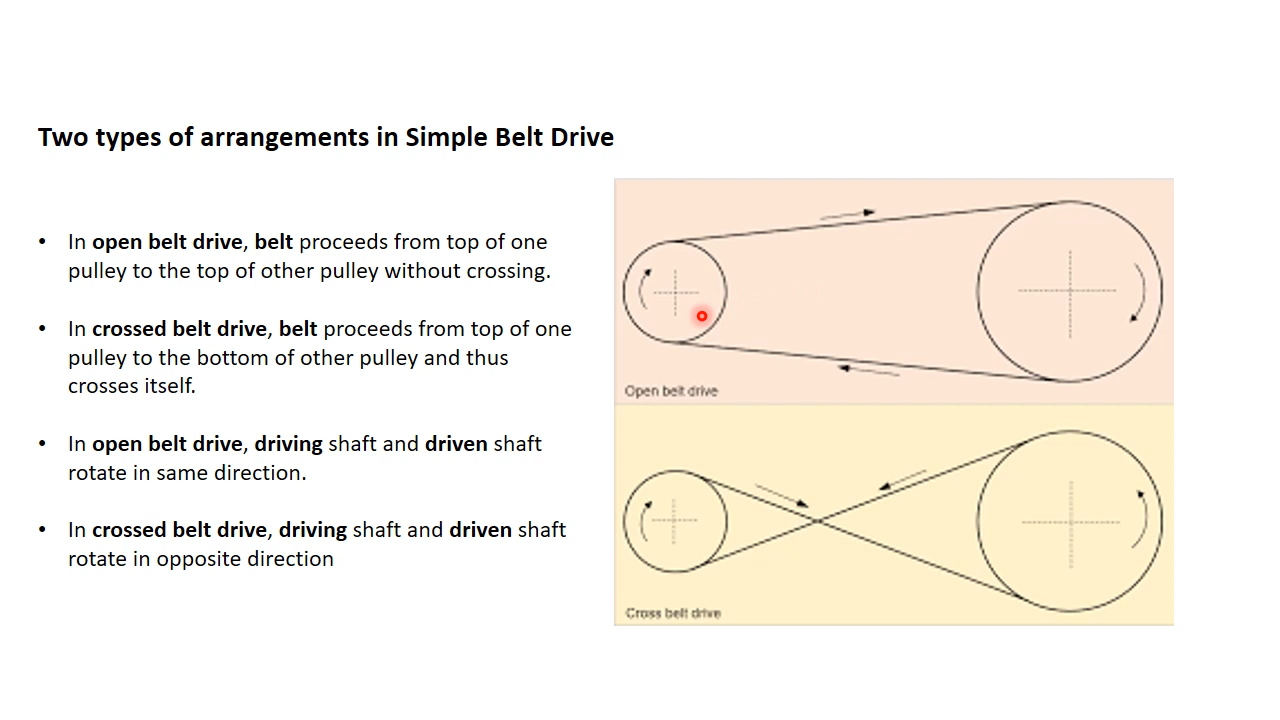 Two types of arrangements in Simple Belt Drive
• In open belt drive, belt proceeds from top of one
pulley to the top of other pulley without crossing.
• In crossed belt drive, belt proceeds from top of one
pulley to the bottom of other pulley and thus
crosses itself.
• In open belt drive, driving shaft and driven shaft
rotate in same direction.
• In crossed belt drive, driving shaft and driven shaft
rotate in opposite direction
Open belt drive
Cross belt drive